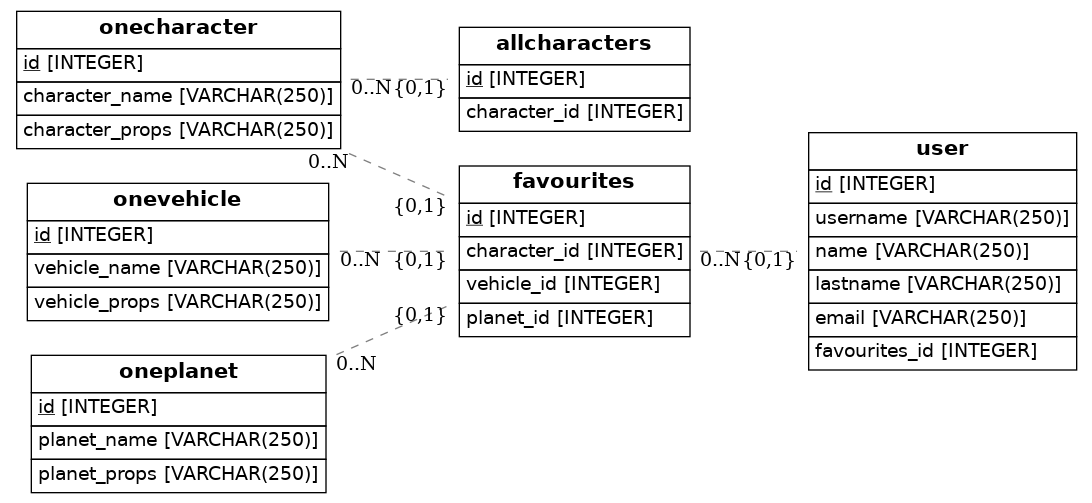 onecharacter
id [INTEGER]
character_name [VARCHAR(250)]
character_props [VARCHAR(250)]
allcharacters
id [INTEGER]
character_id [INTEGER]
0..N {0,1}
0..N
{0,1}
onevehicle
id [INTEGER]
vehicle_name [VARCHAR(250)]
vehicle_props [VARCHAR(250)]
0..N {0,1}
favourites
id [INTEGER]
character_id [INTEGER]
vehicle_id [INTEGER]
planet_id [INTEGER]
0..N {0,1}
user
id [INTEGER]
username [VARCHAR(250)]
name [VARCHAR(250)]
lastname [VARCHAR(250)]
email [VARCHAR(250)]
favourites_id [INTEGER]
{0,1}
0..N
oneplanet
id [INTEGER]
planet_name [VARCHAR(250)]
planet_props [VARCHAR(250)]